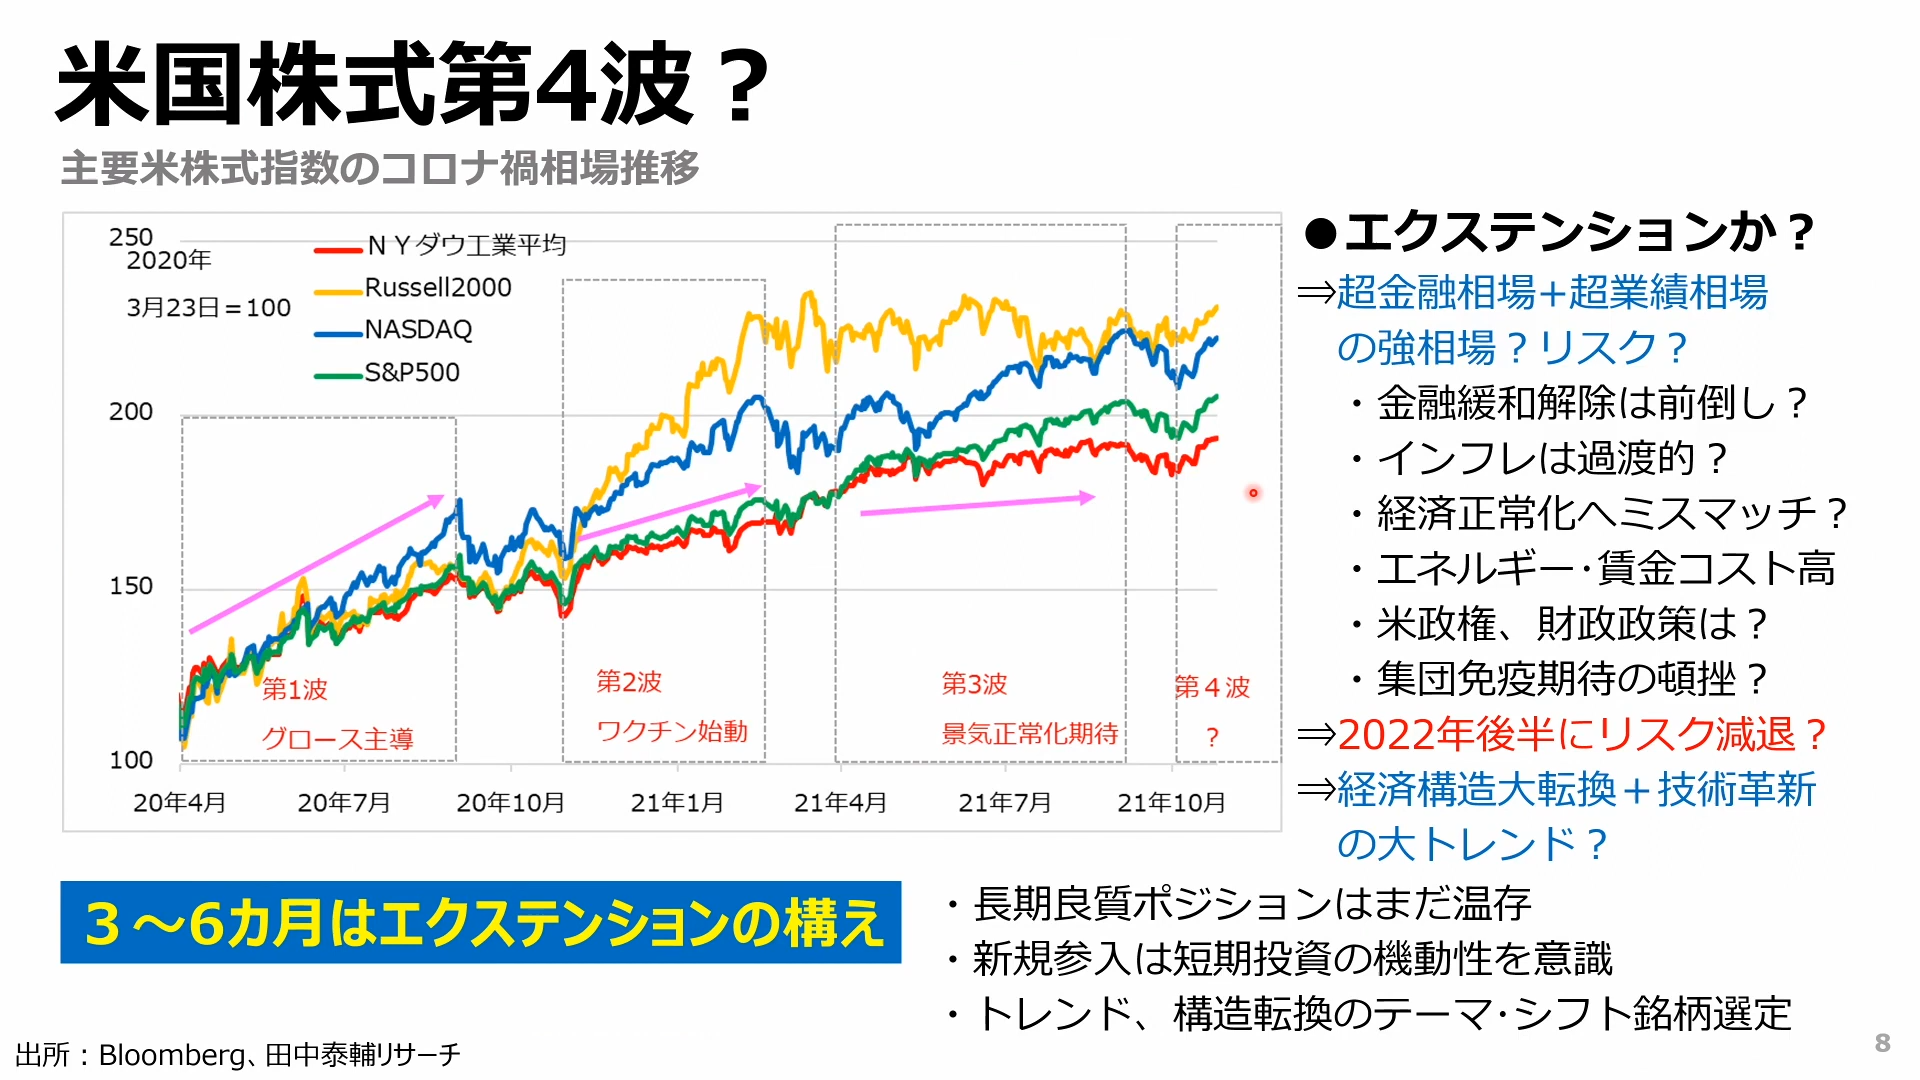 米国株式第4波？
主要米株式指数のコロナ禍相場推移
250
200
150
100
2020年
3月23日＝100
ＮＹダウ工業平均
Russell2000
NASDAQ
S&P500
第1波
グロース主導
第2波
ワクチン始動
第3波
景気正常化期待
第４波
？
20年4月
20年7月
20年10月
21年1月
21年4月
21年7月
21年10月
●エクステンションか？
⇒超金融相場+超業績相場
の強相場？リスク？
・金融緩和解除は前倒し？
・インフレは過渡的？
・経済正常化へミスマッチ？
・エネルギー･賃金コスト高
・米政権、財政政策は？
・集団免疫期待の頓挫？
⇒2022年後半にリスク減退？
⇒経済構造大転換＋技術革新
の大トレンド？
３～6カ月はエクステンションの構え
・長期良質ポジションはまだ温存
・新規参入は短期投資の機動性を意識
・トレンド、構造転換のテーマ･シフト銘柄選定
出所：Bloomberg、田中泰輔ﾘｻｰﾁ
8